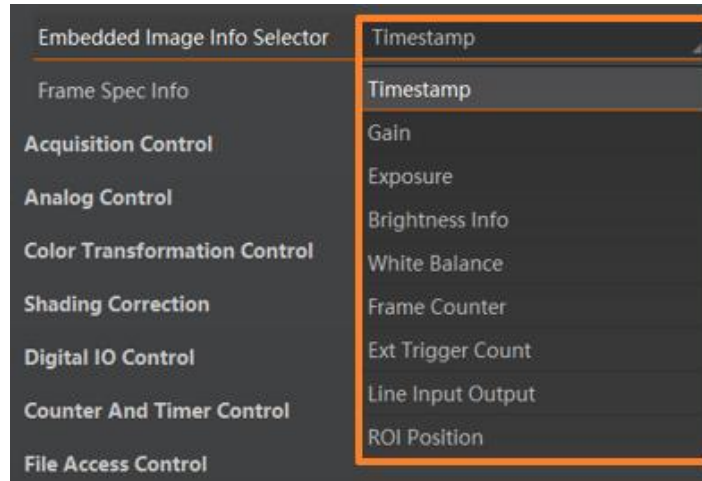 Embedded Image Info Selector Timestamp
Frame Spec Info Timestamp
Acquisition Control Gain
Exposure
Analog Control
Brightness Info
Color Transformation Control White Balance
Shading Correction Frame Counter
Digital IO Control Ext Trigger Count
Counter And Timer Control Line Input Output
ROI Position
File Access Control